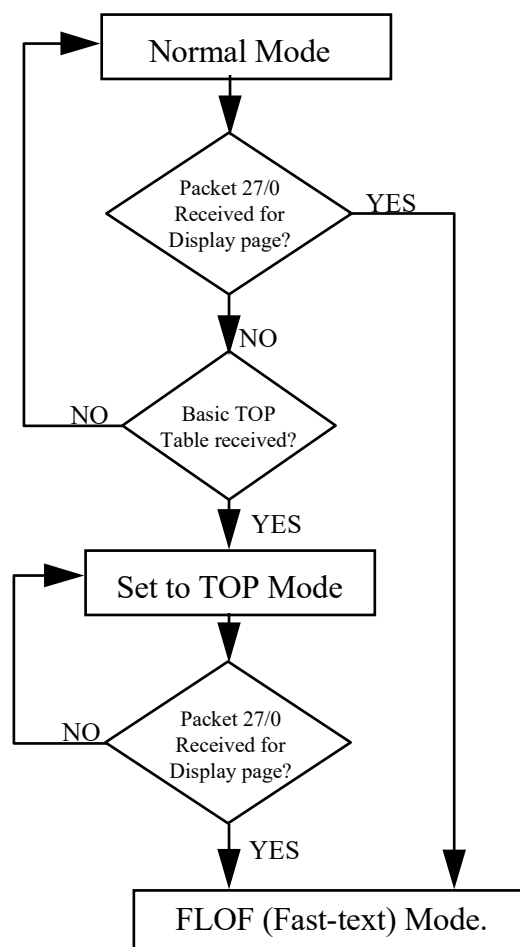 Normal Mode
Packet 27/0
Received for
Display page?
YES
NO
Basic TOP
Table received?
NO
YES
Set to TOP Mode
Packet 27/0
Received for
Display page?
NO
YES
FLOF (Fast-text) Mode.